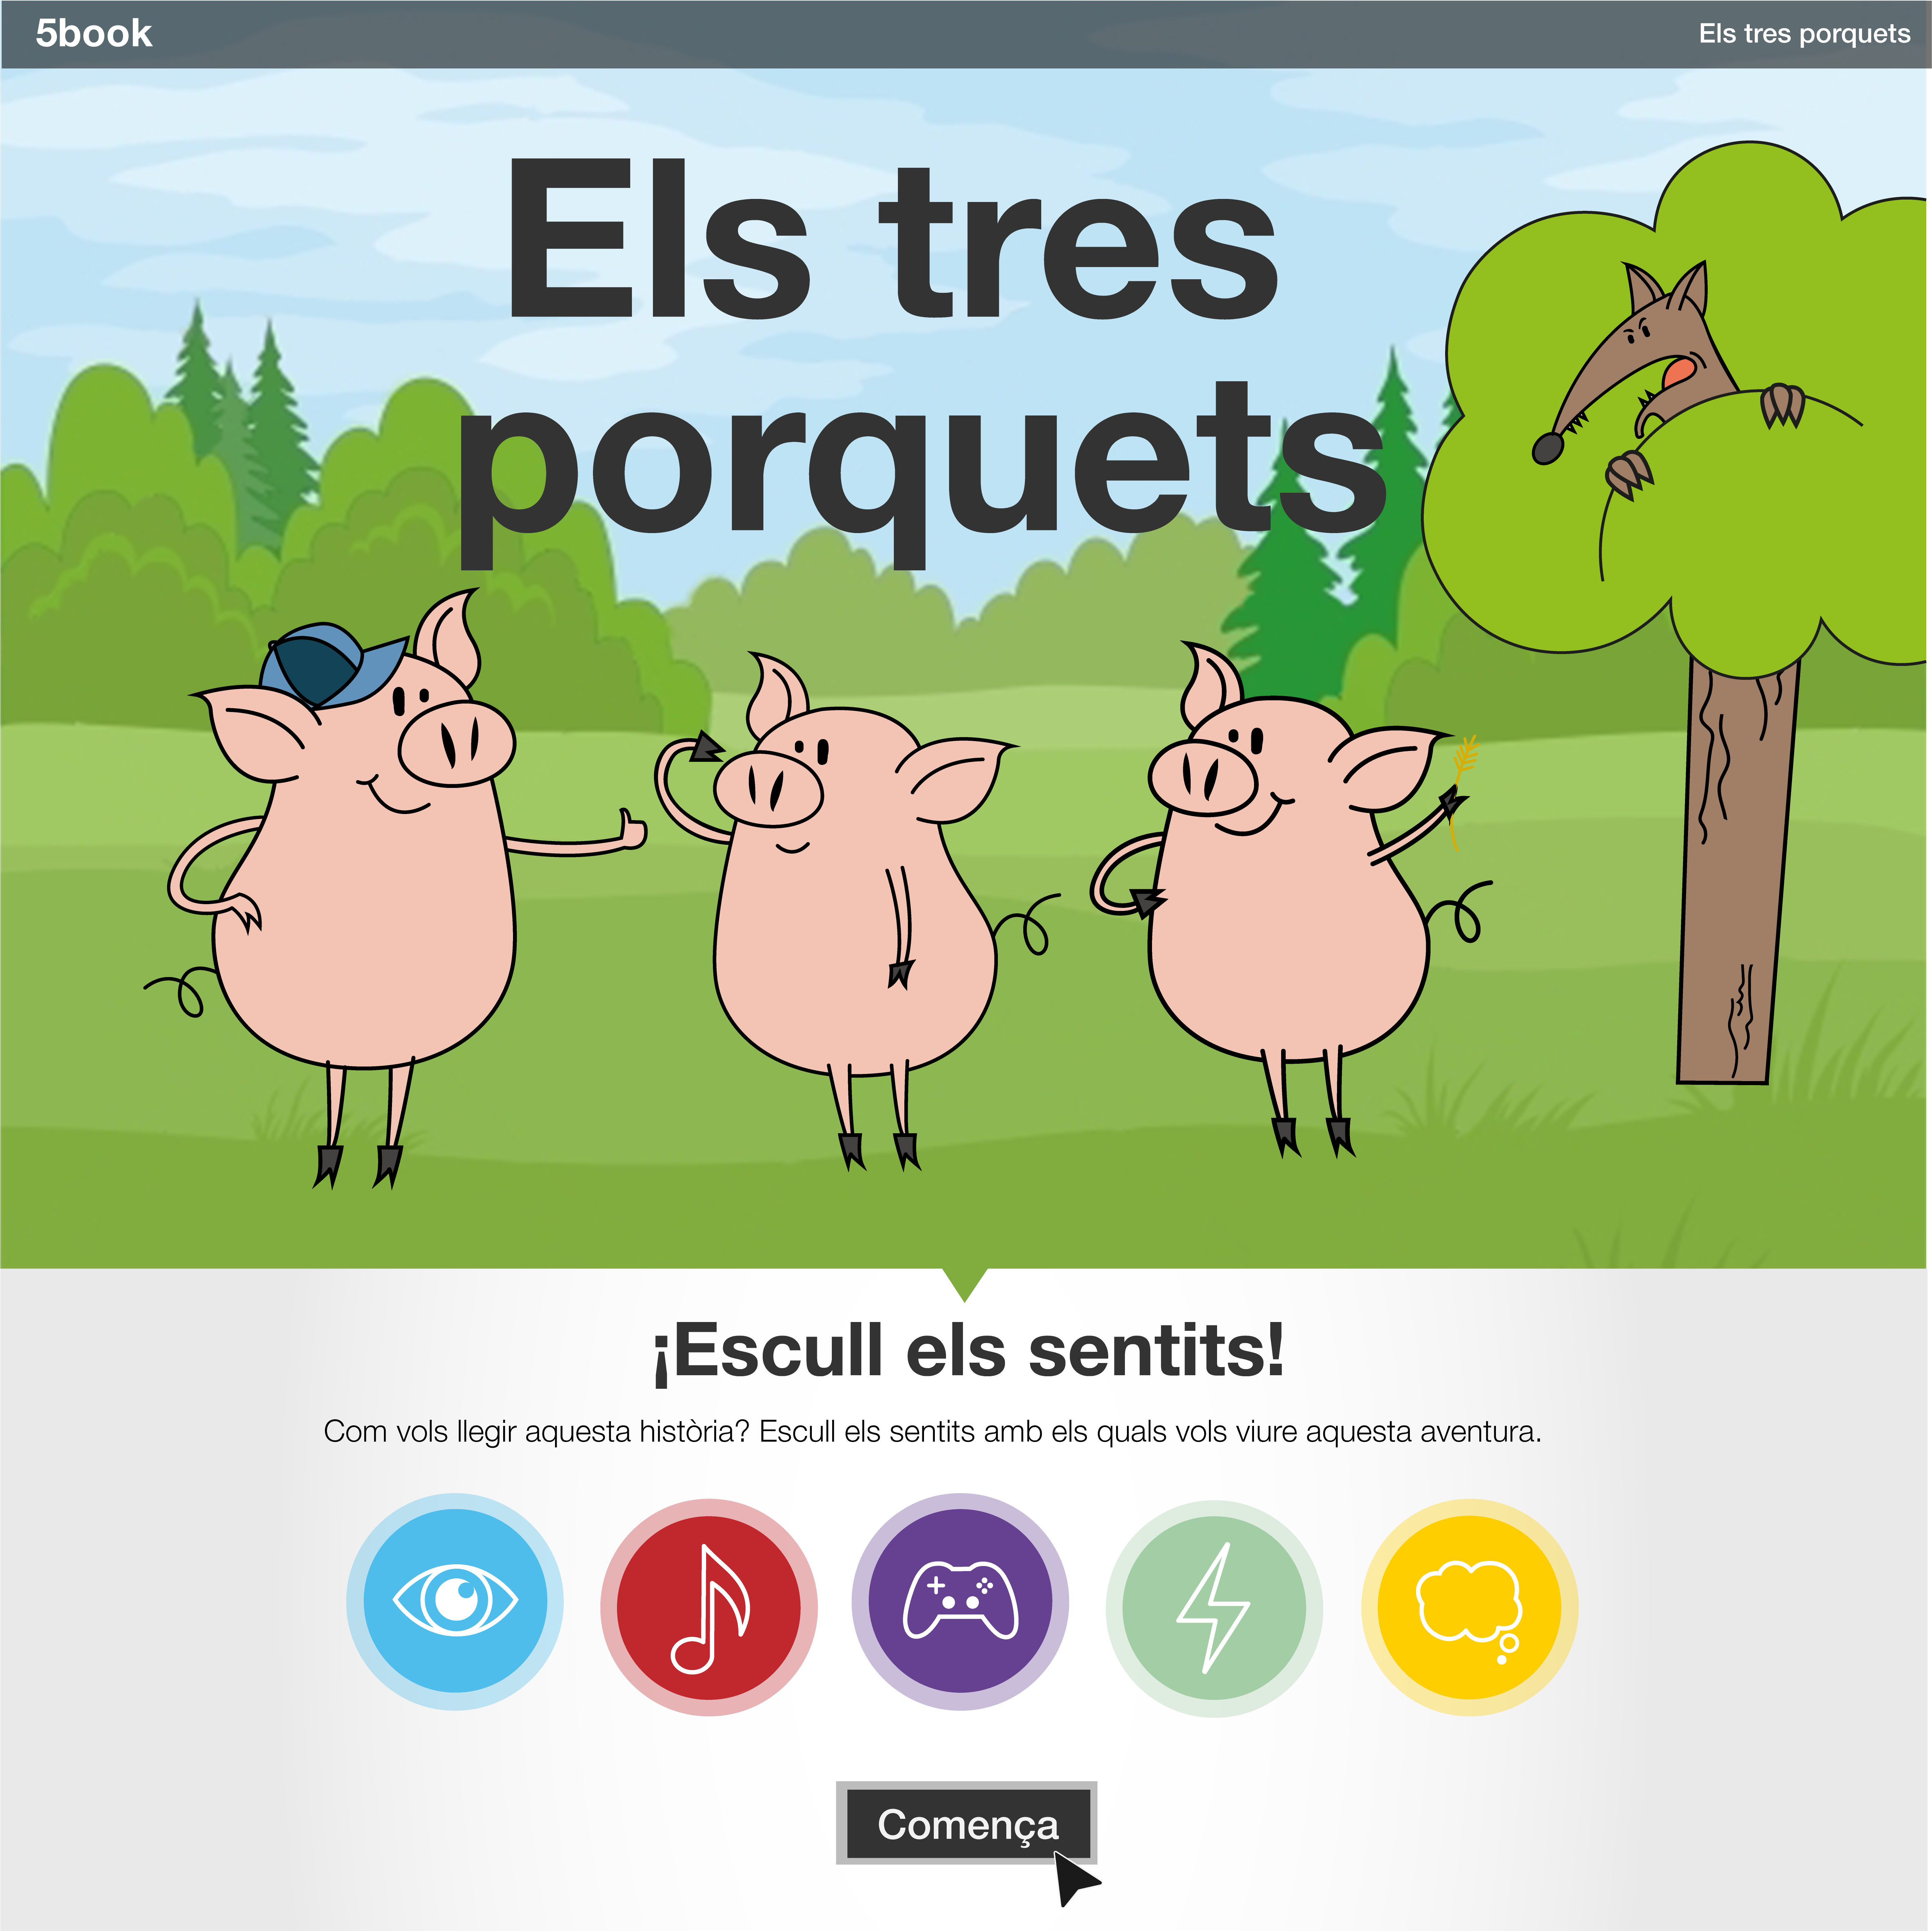 5book
Els tres porquets
Els tres
porquets
¡Escull els sentits!
Com vols llegir aquesta història? Escull els sentits amb els quals vols viure aquesta aventura.
Comença